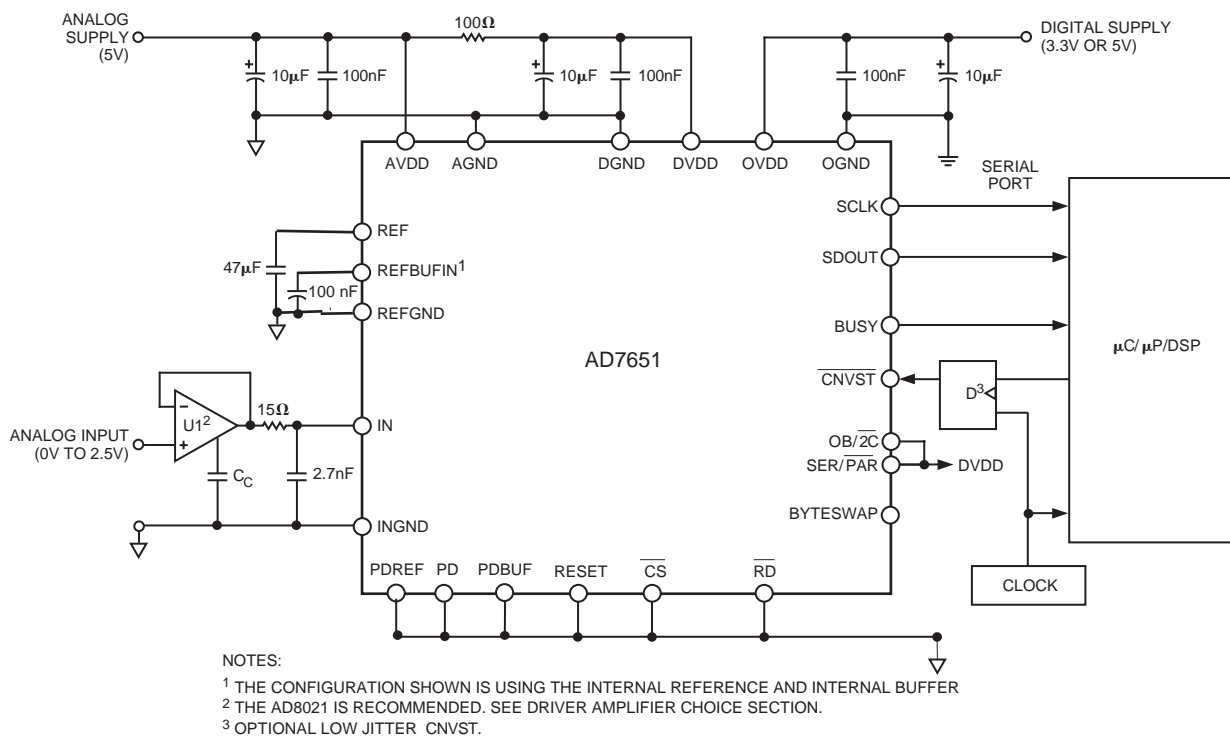 ANALOG
SUPPLY
(5V)
100Ω
DIGITAL SUPPLY
(3.3V OR 5V)
+
10μF
100nF
+
10μF
100nF
100nF
+
10μF
AVDD
AGND
DGND
DVDD
OVDD
OGND
SERIAL
PORT
SCLK
REF
47μF
REFBUFIN¹
SDOUT
100 nF
REFGND
BUSY
AD7651
μC/μP/DSP
CNVST
D³
15Ω
U1²
−
+
ANALOG INPUT
(0V TO 2.5V)
IN
OB/2C
SER/PAR
DVDD
C_C
2.7nF
BYTESWAP
INGND
PDREF
PD
PDBUF
RESET
CS
RD
CLOCK
NOTES:
¹ THE CONFIGURATION SHOWN IS USING THE INTERNAL REFERENCE AND INTERNAL BUFFER
² THE AD8021 IS RECOMMENDED. SEE DRIVER AMPLIFIER CHOICE SECTION.
³ OPTIONAL LOW JITTER CNVST.